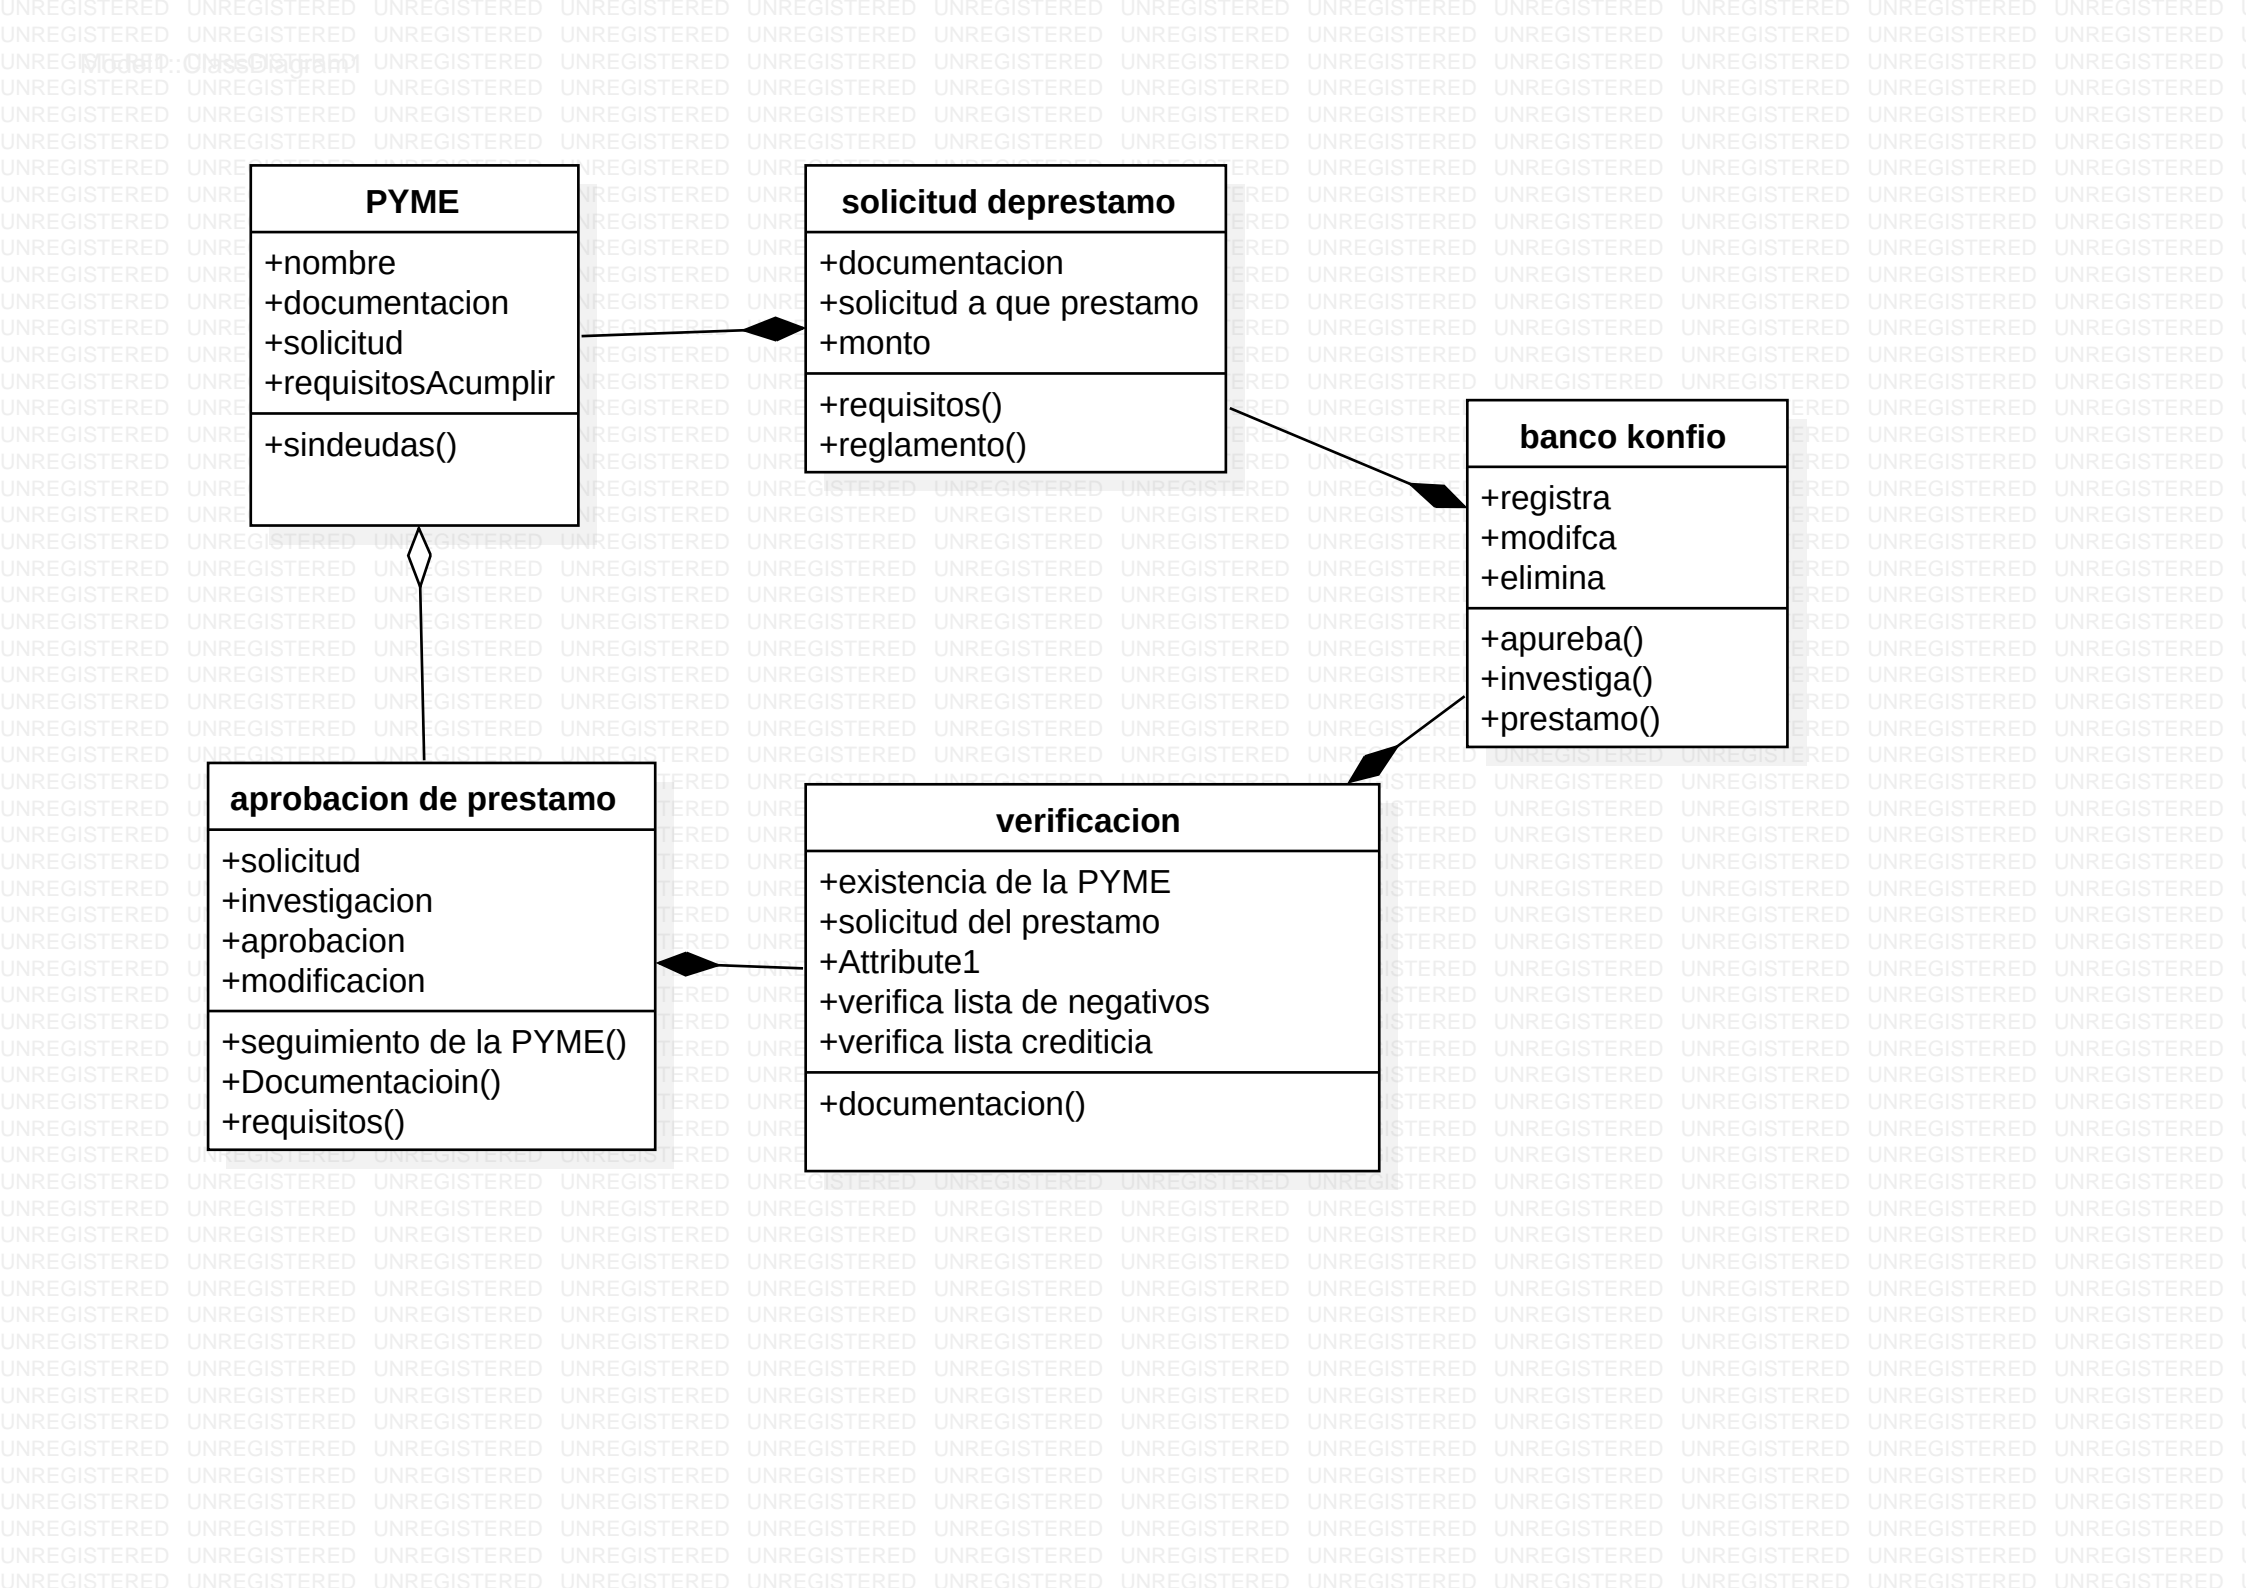 Model1::ClassDiagram1
PYME
+nombre
+documentacion
+solicitud
+requisitosAcumplir
+sindeudas()
solicitud deprestamo
+documentacion
+solicitud a que prestamo
+monto
+requisitos()
+reglamento()
banco konfio
+registra
+modifca
+elimina
+apureba()
+investiga()
+prestamo()
aprobacion de prestamo
+solicitud
+investigacion
+aprobacion
+modificacion
+seguimiento de la PYME()
+Documentacioin()
+requisitos()
verificacion
+existencia de la PYME
+solicitud del prestamo
+Attribute1
+verifica lista de negativos
+verifica lista crediticia
+documentacion()
UNREGISTERED